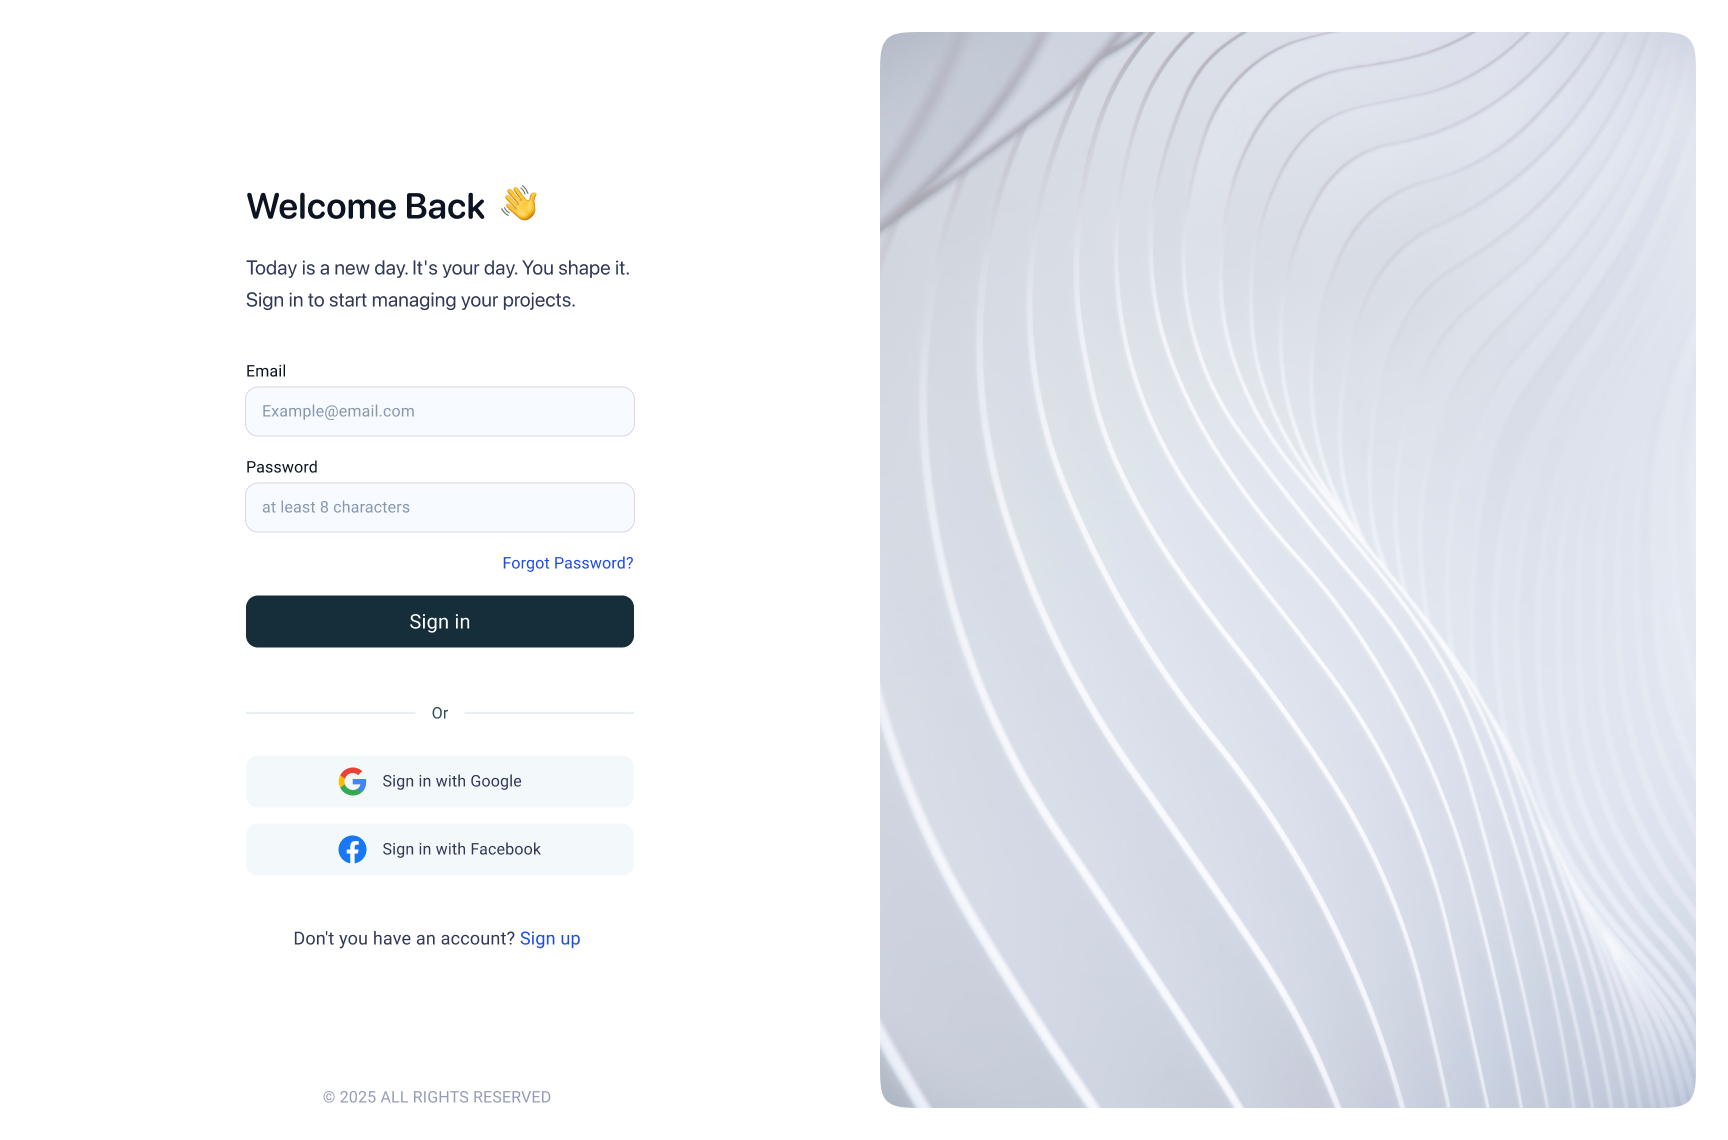 Welcome Back 👋
Today is a new day. It's your day. You shape it.
Sign in to start managing your projects.
Email
Example@email.com
Password
at least 8 characters
Forgot Password?
Sign in
Or
Sign in with Google
Sign in with Facebook
Don't you have an account? Sign up
© 2025 ALL RIGHTS RESERVED